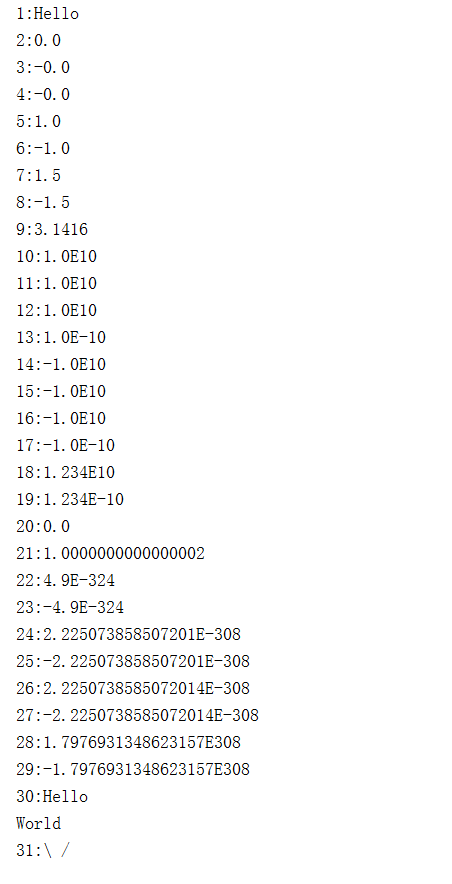 1:Hello
2:0.0
3:-0.0
4:-0.0
5:1.0
6:-1.0
7:1.5
8:-1.5
9:3.1416
10:1.0E10
11:1.0E10
12:1.0E10
13:1.0E-10
14:-1.0E10
15:-1.0E10
16:-1.0E10
17:-1.0E-10
18:1.234E10
19:1.234E-10
20:0.0
21:1.0000000000000002
22:4.9E-324
23:-4.9E-324
24:2.225073858507201E-308
25:-2.225073858507201E-308
26:2.2250738585072014E-308
27:-2.2250738585072014E-308
28:1.7976931348623157E308
29:-1.7976931348623157E308
30:Hello
World
31:\ /